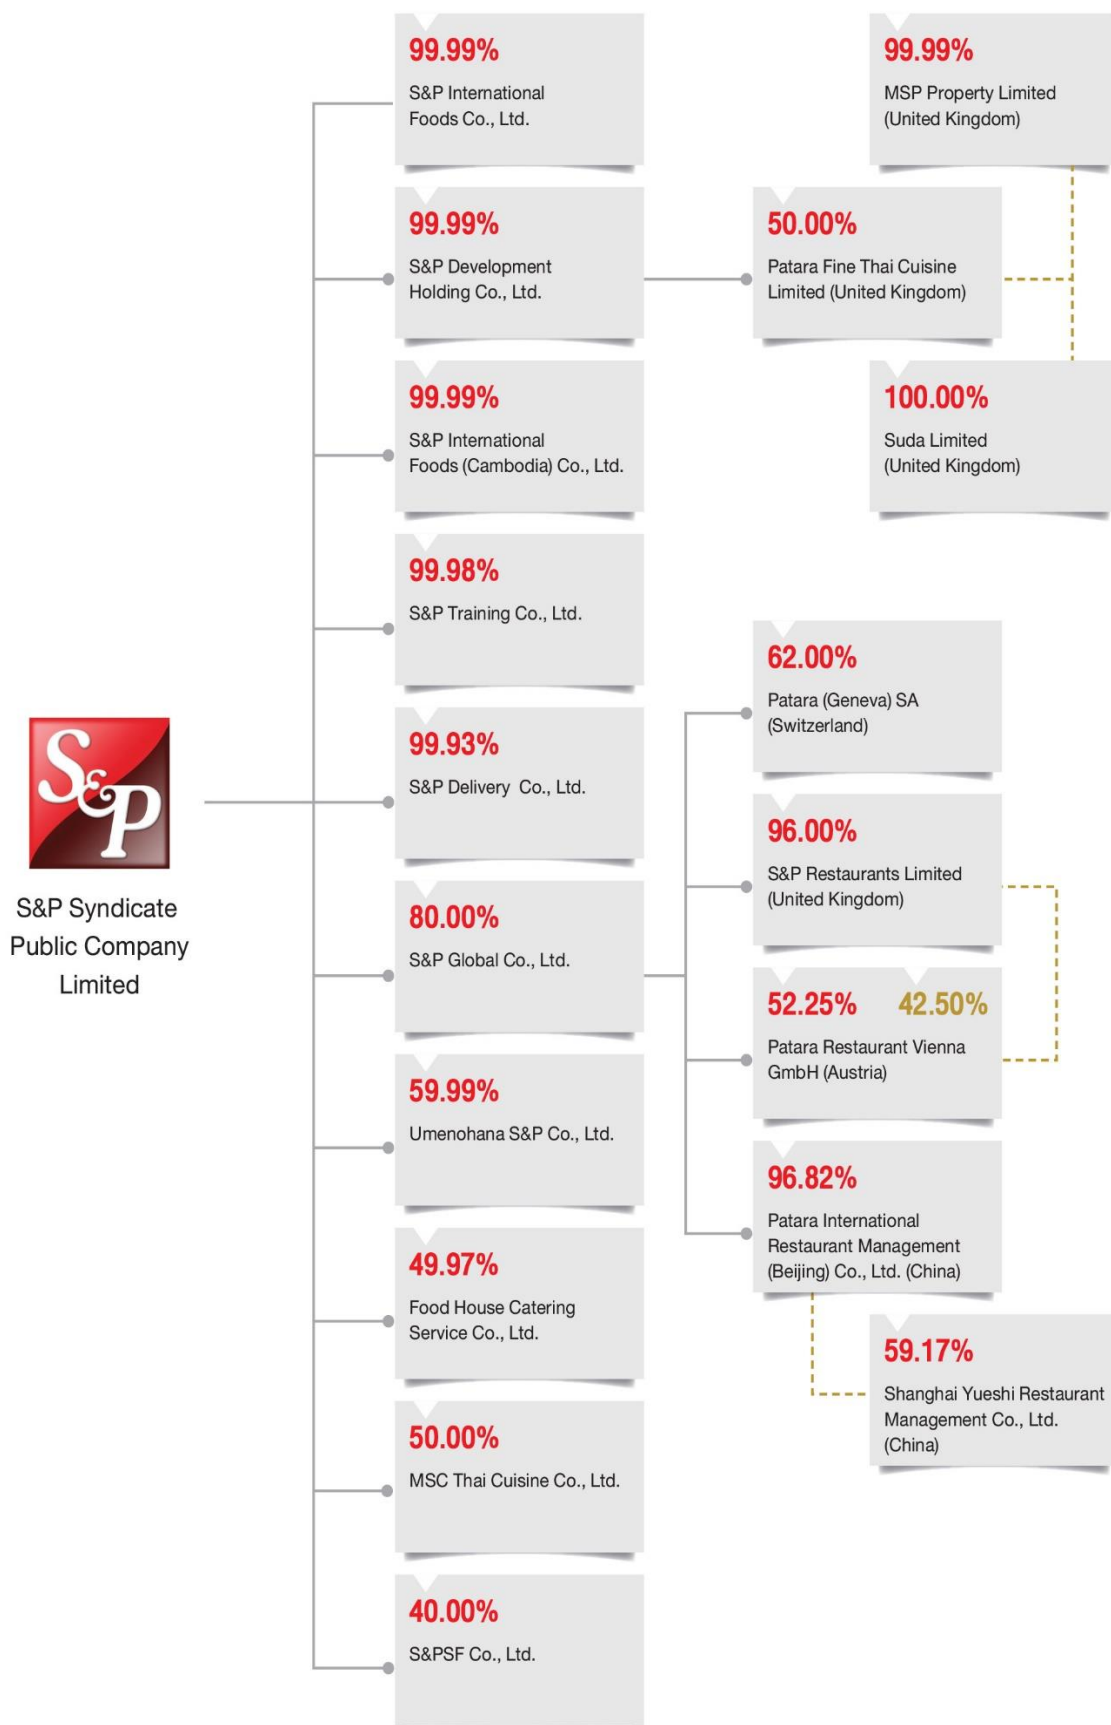 99.99%
S&P International
Foods Co., Ltd.
99.99%
MSP Property Limited
(United Kingdom)
99.99%
S&P Development
Holding Co., Ltd.
50.00%
Patara Fine Thai Cuisine
Limited (United Kingdom)
99.99%
S&P International
Foods (Cambodia) Co., Ltd.
100.00%
Suda Limited
(United Kingdom)
99.98%
S&P Training Co., Ltd.
62.00%
Patara (Geneva) SA
(Switzerland)
S&P
S&P Syndicate
Public Company
Limited
99.93%
S&P Delivery Co., Ltd.
96.00%
S&P Restaurants Limited
(United Kingdom)
80.00%
S&P Global Co., Ltd.
52.25% 42.50%
Patara Restaurant Vienna
GmbH (Austria)
59.99%
Umenohana S&P Co., Ltd.
96.82%
Patara International
Restaurant Management
(Beijing) Co., Ltd. (China)
49.97%
Food House Catering
Service Co., Ltd.
59.17%
Shanghai Yueshi Restaurant
Management Co., Ltd.
(China)
50.00%
MSC Thai Cuisine Co., Ltd.
40.00%
S&PSF Co., Ltd.